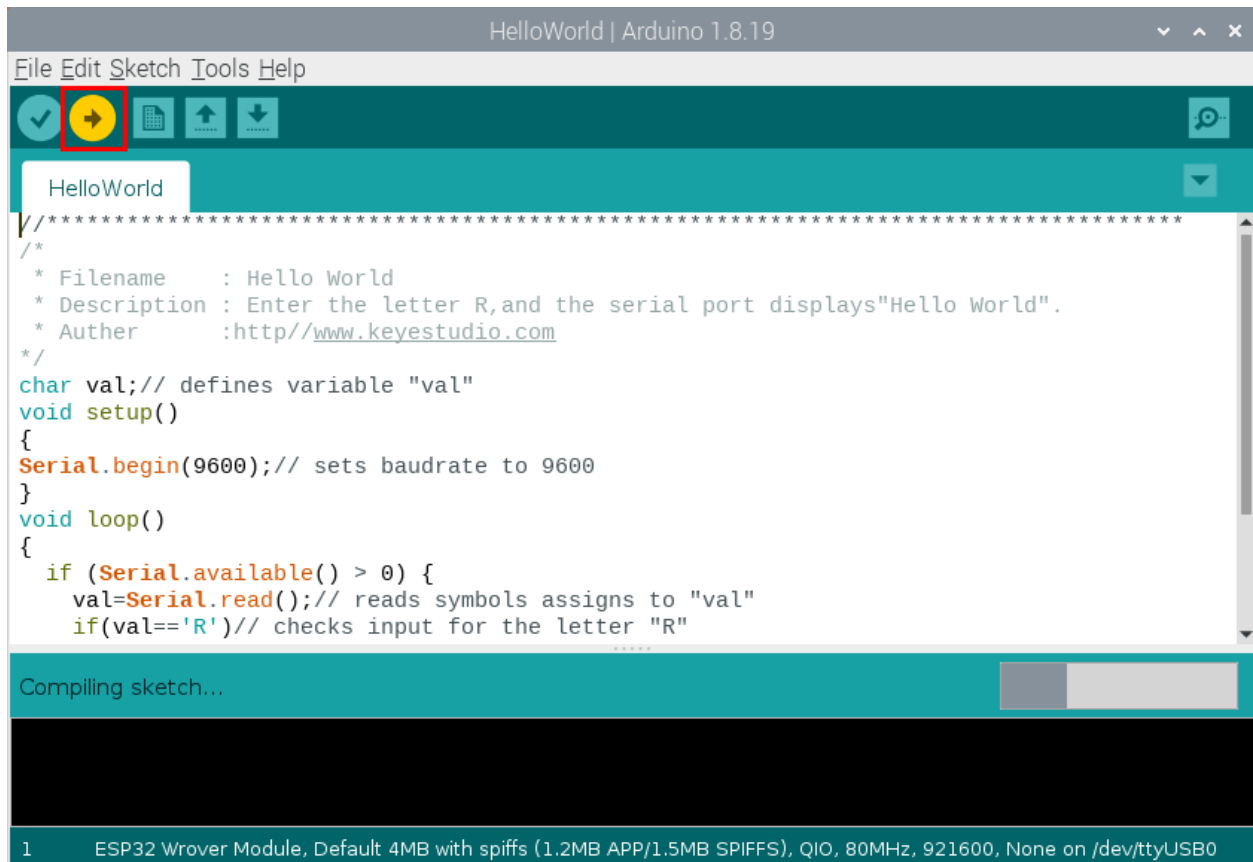 HelloWorld | Arduino 1.8.19
File Edit Sketch Tools Help
HelloWorld
//*************************************************************************************
/*
 * Filename    : Hello World
 * Description : Enter the letter R,and the serial port displays"Hello World".
 * Auther      :http//www.keyestudio.com
*/
char val;// defines variable "val"
void setup()
{
Serial.begin(9600);// sets baudrate to 9600
}
void loop()
{
  if (Serial.available() > 0) {
    val=Serial.read();// reads symbols assigns to "val"
    if(val=='R')// checks input for the letter "R"
Compiling sketch...
1 ESP32 Wrover Module, Default 4MB with spiffs (1.2MB APP/1.5MB SPIFFS), QIO, 80MHz, 921600, None on /dev/ttyUSB0